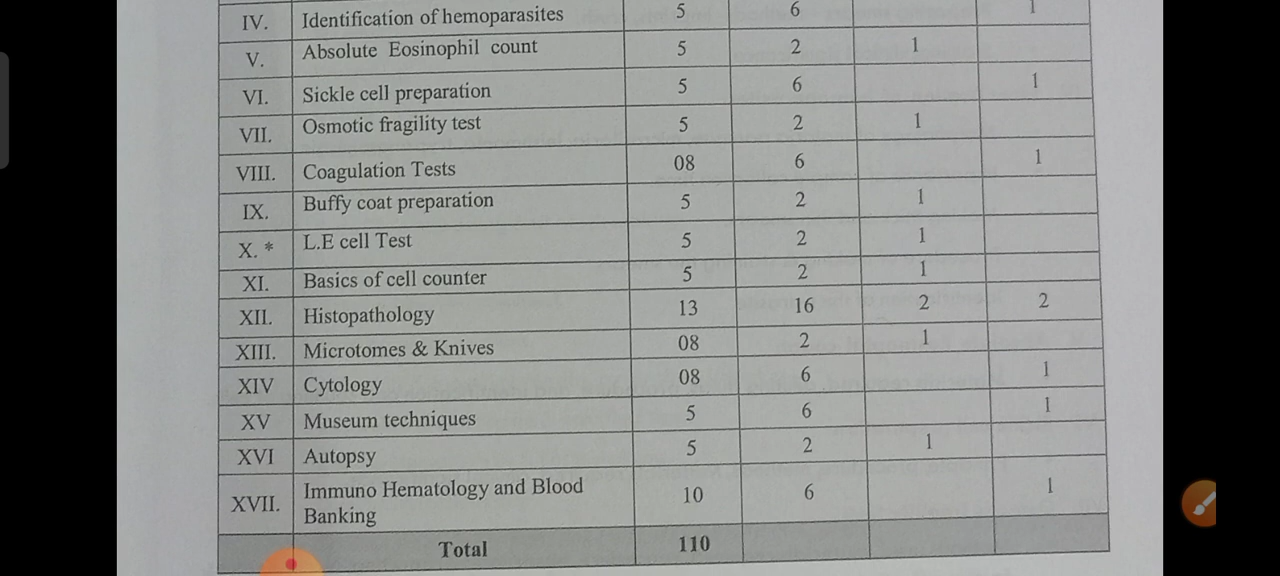 IV. Identification of hemoparasites 5 6 1
V. Absolute Eosinophil count 5 2 1
VI. Sickle cell preparation 5 6 1
VII. Osmotic fragility test 5 2 1
VIII. Coagulation Tests 08 6 1
IX. Buffy coat preparation 5 2 1
X. * L.E cell Test 5 2 1
XI. Basics of cell counter 5 2 1
XII. Histopathology 13 16 2 2
XIII. Microtomes & Knives 08 2 1
XIV Cytology 08 6 1
XV Museum techniques 5 6 1
XVI Autopsy 5 2 1
XVII. Immuno Hematology and Blood 10 6 1
Banking
Total 110